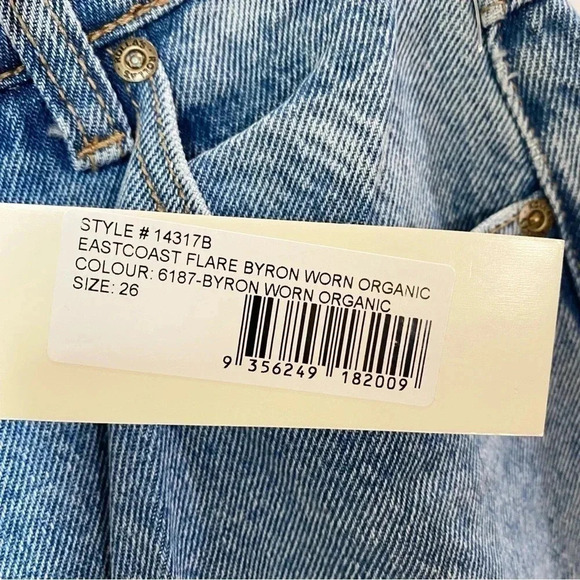 STYLE # 14317B
EASTCOAST FLARE BYRON WORN ORGANIC
COLOUR: 6187-BYRON WORN ORGANIC
SIZE: 26
9 356249 182009